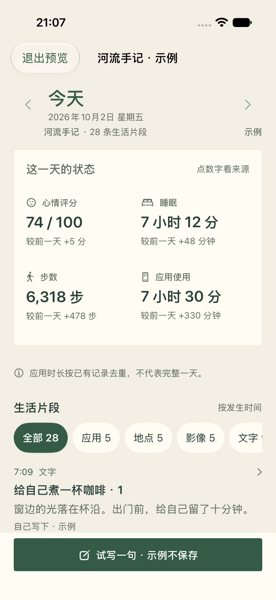 21:07
退出预览
河流手记 · 示例
今天
2026年10月2日 星期五
河流手记 · 28 条生活片段
示例
这一天的状态
点数字看来源
心情评分
睡眠
74 / 100
7 小时 12 分
较前一天 +5 分
较前一天 +48 分钟
步数
应用使用
6,318 步
7 小时 30 分
较前一天 +478 步
较前一天 +330 分钟
应用时长按已有记录去重，不代表完整一天。
生活片段
按发生时间
全部 28
应用 5
地点 5
影像 5
文字
7:09 文字
给自己煮一杯咖啡 · 1
窗边的光落在杯沿。出门前，给自己留了十分钟。
自己写下 · 示例
试写一句 · 示例不保存